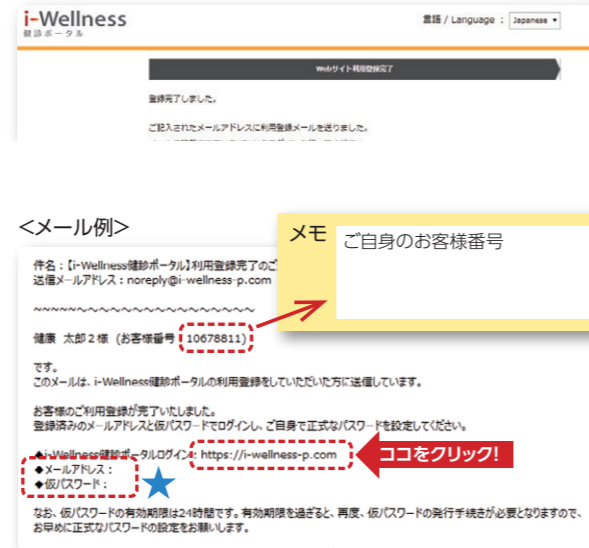 i-Wellness
健診ポータル
言語 / Language : Japanese
Webサイト利用登録完了
登録完了しました。
ご記入されたメールアドレスに利用登録メールを送りました。
<メール例>
メモ ご自身のお客様番号
件名:【i-Wellness健診ポータル】利用登録完了のご
送信メールアドレス:noreply@i-wellness-p.com
~~~~~~~~~~~~~~~~~~~~~~~~
健康 太郎2様 (お客様番号 10678811)
です。
このメールは、i-Wellness健診ポータルの利用登録をしていただいた方に送信しています。
お客様のご利用登録が完了いたしました。
登録済みのメールアドレスと仮パスワードでログインし、ご自身で正式なパスワードを設定してください。
◆i-Wellness健診ポータルログイン:https://i-wellness-p.com ココをクリック!
◆メールアドレス:
◆仮パスワード:
なお、仮パスワードの有効期限は24時間です。有効期限を過ぎると、再度、仮パスワードの発行手続きが必要となりますので、
お早めに正式なパスワードの設定をお願いします。